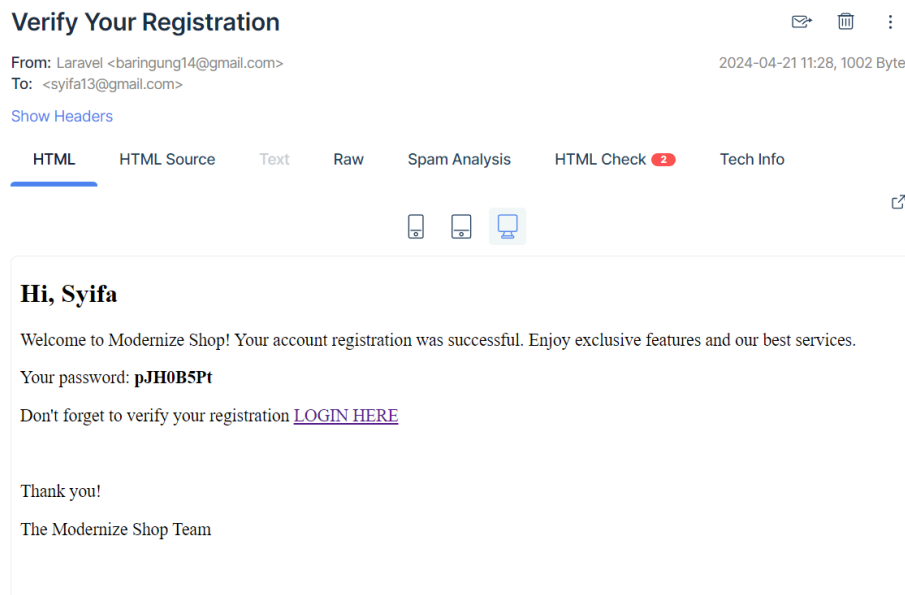 Verify Your Registration
From: Laravel <baringung14@gmail.com>
2024-04-21 11:28, 1002 Byte
To: <syifa13@gmail.com>
Show Headers
HTML HTML Source Text Raw Spam Analysis HTML Check 2 Tech Info
Hi, Syifa
Welcome to Modernize Shop! Your account registration was successful. Enjoy exclusive features and our best services.
Your password: pJH0B5Pt
Don't forget to verify your registration LOGIN HERE
Thank you!
The Modernize Shop Team